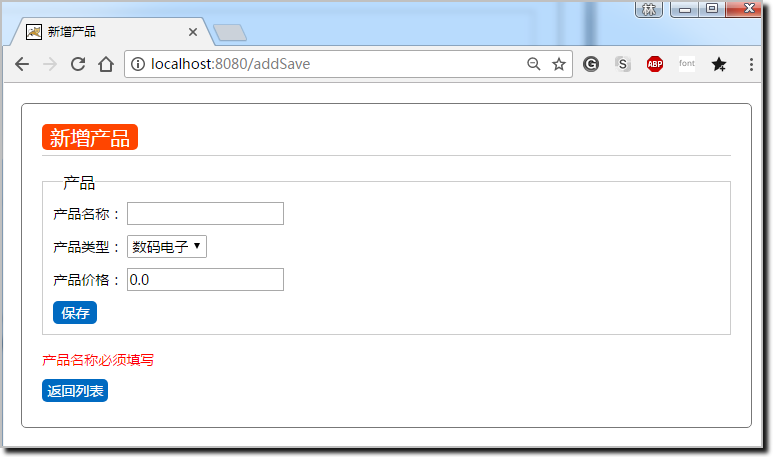 林
新增产品
localhost:8080/addSave
G
S
ABP
font
新增产品
产品
产品名称：
产品类型： 数码电子
产品价格： 0.0
保存
产品名称必须填写
返回列表